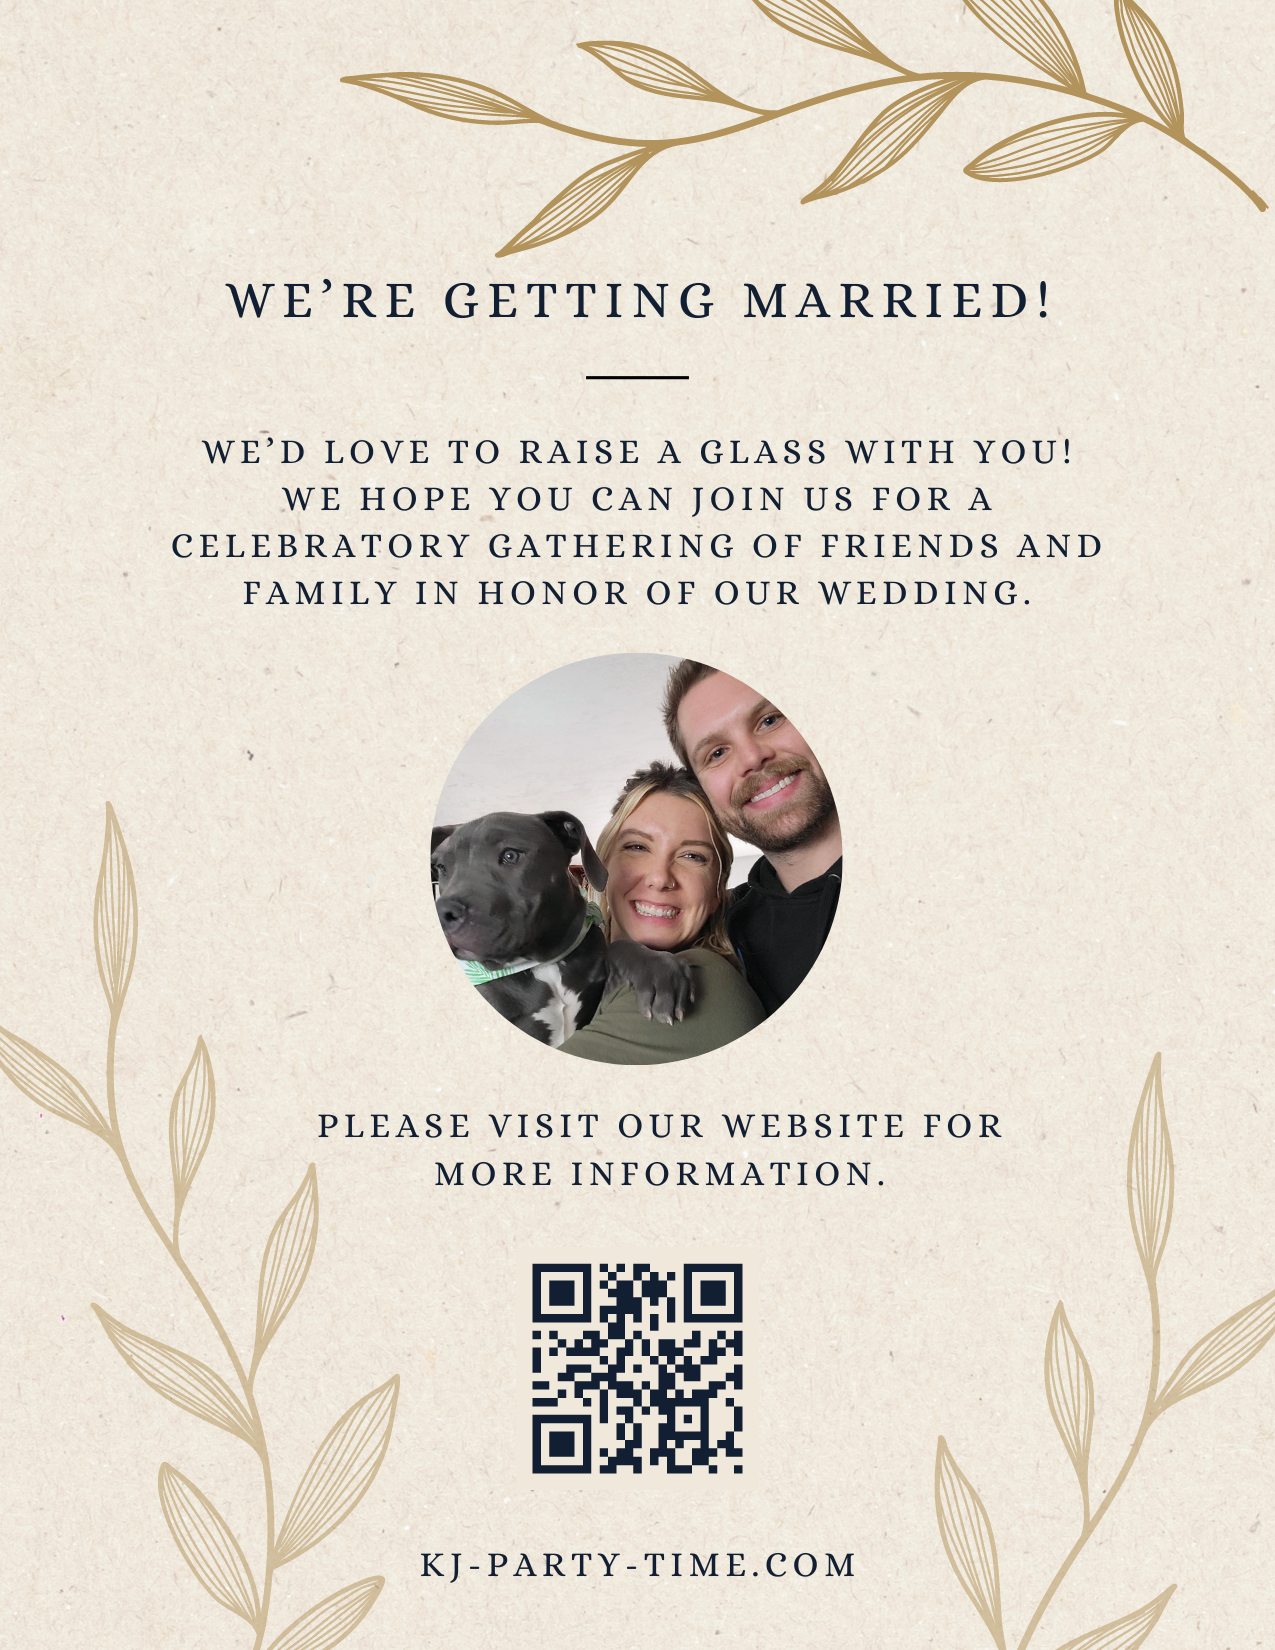 WE’RE GETTING MARRIED!
WE’D LOVE TO RAISE A GLASS WITH YOU!
WE HOPE YOU CAN JOIN US FOR A
CELEBRATORY GATHERING OF FRIENDS AND
FAMILY IN HONOR OF OUR WEDDING.
PLEASE VISIT OUR WEBSITE FOR
MORE INFORMATION.
KJ-PARTY-TIME.COM